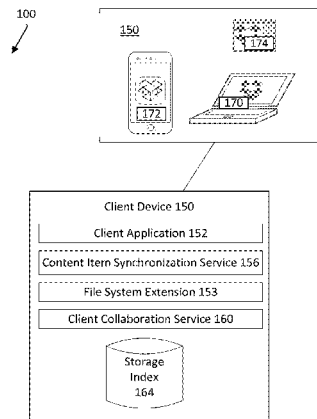 100
150
174
172
170
Client Device 150
Client Application 152
Content Item Synchronization Service 156
File System Extension 153
Client Collaboration Service 160
Storage
Index
164